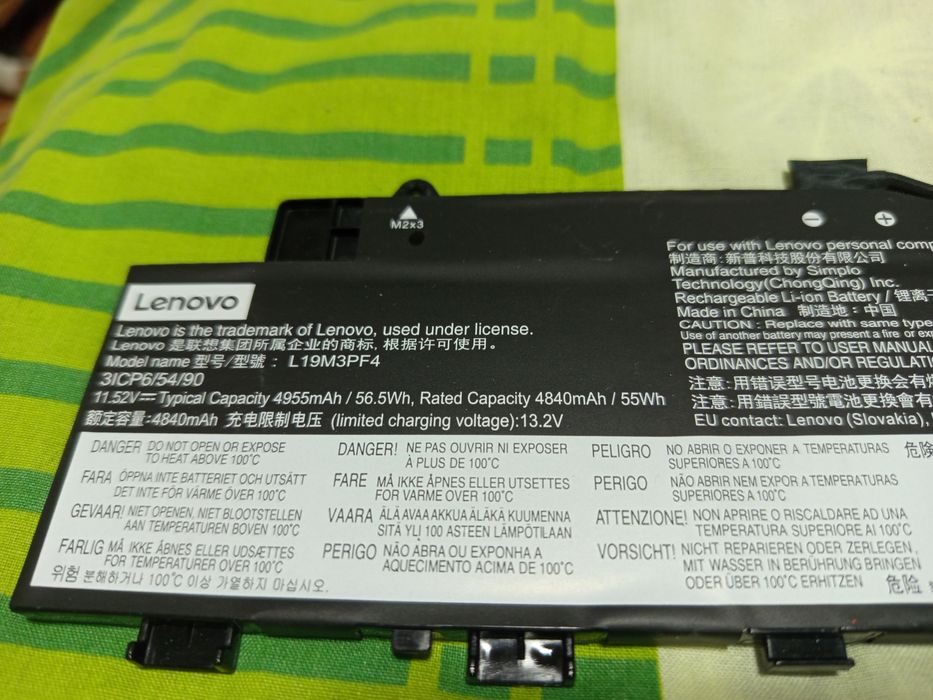 M2x3
Lenovo
Lenovo is the trademark of Lenovo, used under license.
Lenovo 是联想集团所属企业的商标, 根据许可使用。
Model name 型号/型號: L19M3PF4
3ICP6/54/90
11.52V⎓ Typical Capacity 4955mAh / 56.5Wh, Rated Capacity 4840mAh / 55Wh
额定容量:4840mAh 充电限制电压 (limited charging voltage):13.2V
For use with Lenovo personal comp
制造商: 新普科技股份有限公司
Manufactured by Simplo
Technology(ChongQing) Inc.
Rechargeable Li-ion Battery / 锂离
Made in China 制造地: 中国
CAUTION : Replace with same type
Use of another battery may present a fire or
PLEASE REFER TO USER MANUAL
ORDINANCES AND/OR REGULATIO
注意: 用错误型号电池更换会有
注意: 用錯誤型號電池更換會有
EU contact: Lenovo (Slovakia),
DANGER DO NOT OPEN OR EXPOSE
TO HEAT ABOVE 100°C
FARA ÖPPNA INTE BATTERIET OCH UTSÄTT
DET INTE FÖR VÄRME ÖVER 100°C
GEVAAR! NIET OPENEN, NIET BLOOTSTELLEN
AAN TEMPERATUREN BOVEN 100°C
FARLIG MÅ IKKE ÅBNES ELLER UDSÆTTES
FOR TEMPERATURER OVER 100°C
위험 분해하거나 100°C 이상 가열하지 마십시오.
DANGER! NE PAS OUVRIR NI EXPOSER
À PLUS DE 100°C
FARE MÅ IKKE ÅPNES ELLER UTSETTES
FOR VARME OVER 100°C
VAARA ÄLÄ AVAA AKKUA ÄLÄKÄ KUUMENNA
SITÄ YLI 100 ASTEEN LÄMPÖTILAAN
PERIGO NÃO ABRA OU EXPONHA A
AQUECIMENTO ACIMA DE 100°C
PELIGRO NO ABRIR O EXPONER A TEMPERATURAS
SUPERIORES A 100°C
PERIGO NÃO ABRIR NEM EXPOR A TEMPERATURAS
SUPERIORES A 100°C
ATTENZIONE! NON APRIRE O RISCALDARE AD UNA
TEMPERATURA SUPERIORE AI 100°C
VORSICHT! NICHT REPARIEREN ODER ZERLEGEN,
MIT WASSER IN BERÜHRUNG BRINGEN
ODER ÜBER 100°C ERHITZEN
危険
危险